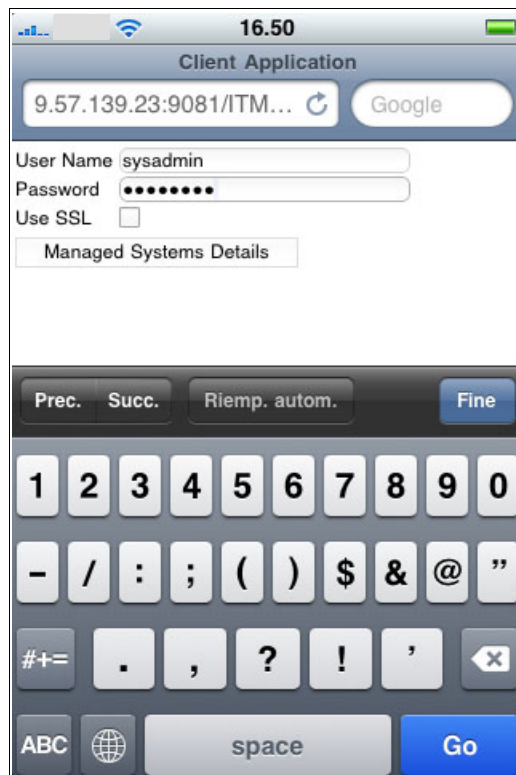 16.50
Client Application
9.57.139.23:9081/ITM... Google
User Name sysadmin
Password ••••••••
Use SSL
Managed Systems Details
Prec. Succ. Riemp. autom. Fine
1 2 3 4 5 6 7 8 9 0
- / : ; ( ) $ & @ ”
#+= . , ? ! ’
ABC space Go